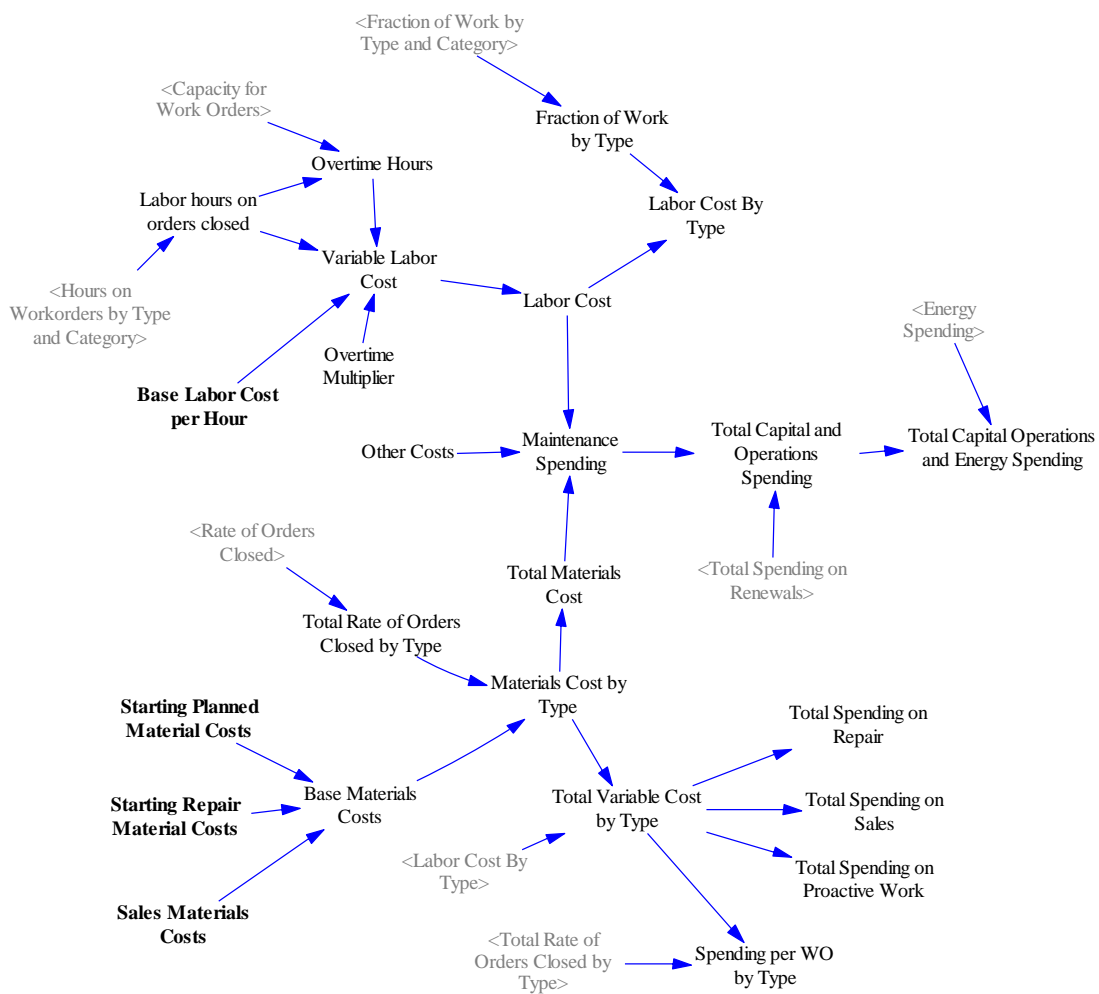 <Fraction of Work by
Type and Category>
<Capacity for
Work Orders>
Fraction of Work
by Type
Overtime Hours
Labor hours on
orders closed
Labor Cost By
Type
Variable Labor
Cost
<Hours on
Workorders by Type
and Category>
Labor Cost
<Energy
Spending>
Overtime
Multiplier
Base Labor Cost
per Hour
Other Costs
Maintenance
Spending
Total Capital and
Operations
Spending
Total Capital Operations
and Energy Spending
<Rate of Orders
Closed>
Total Materials
Cost
<Total Spending on
Renewals>
Total Rate of Orders
Closed by Type
Materials Cost by
Type
Starting Planned
Material Costs
Total Spending on
Repair
Starting Repair
Material Costs
Base Materials
Costs
Total Variable Cost
by Type
Total Spending on
Sales
<Labor Cost By
Type>
Total Spending on
Proactive Work
Sales Materials
Costs
<Total Rate of
Orders Closed by
Type>
Spending per WO
by Type